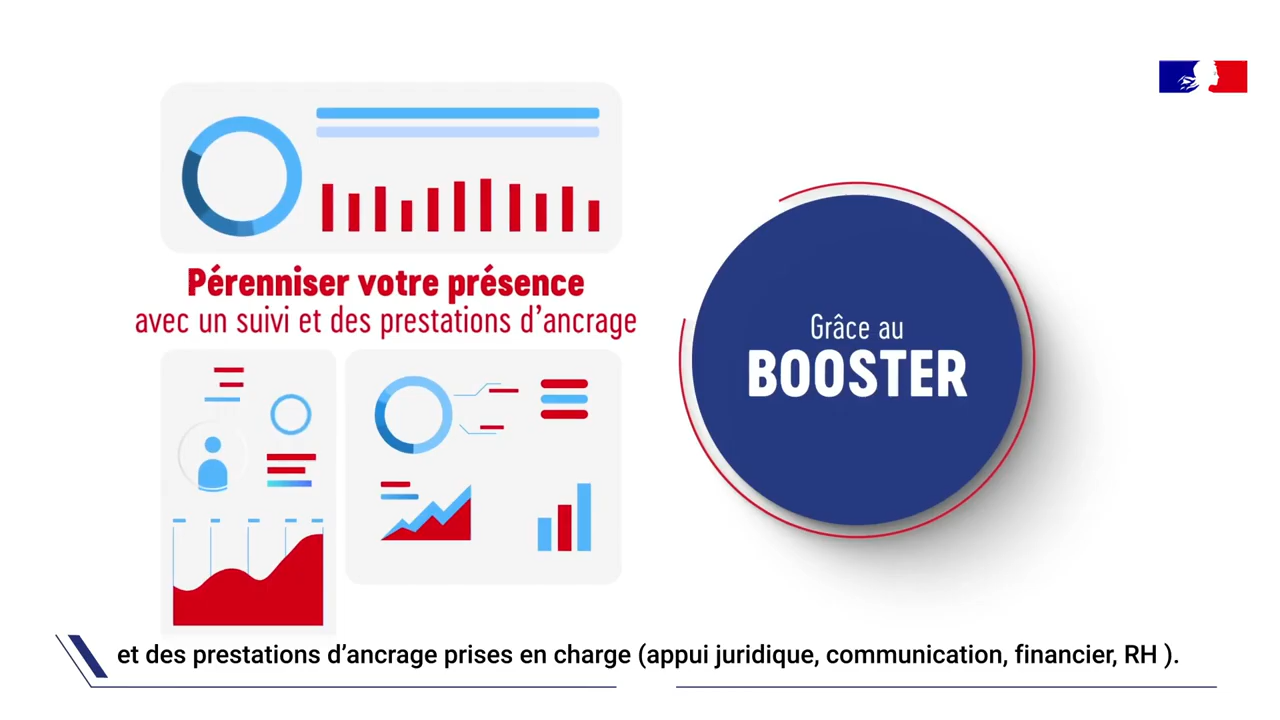 Pérenniser votre présence
avec un suivi et des prestations d’ancrage
Grâce au
BOOSTER
et des prestations d’ancrage prises en charge (appui juridique, communication, financier, RH ).